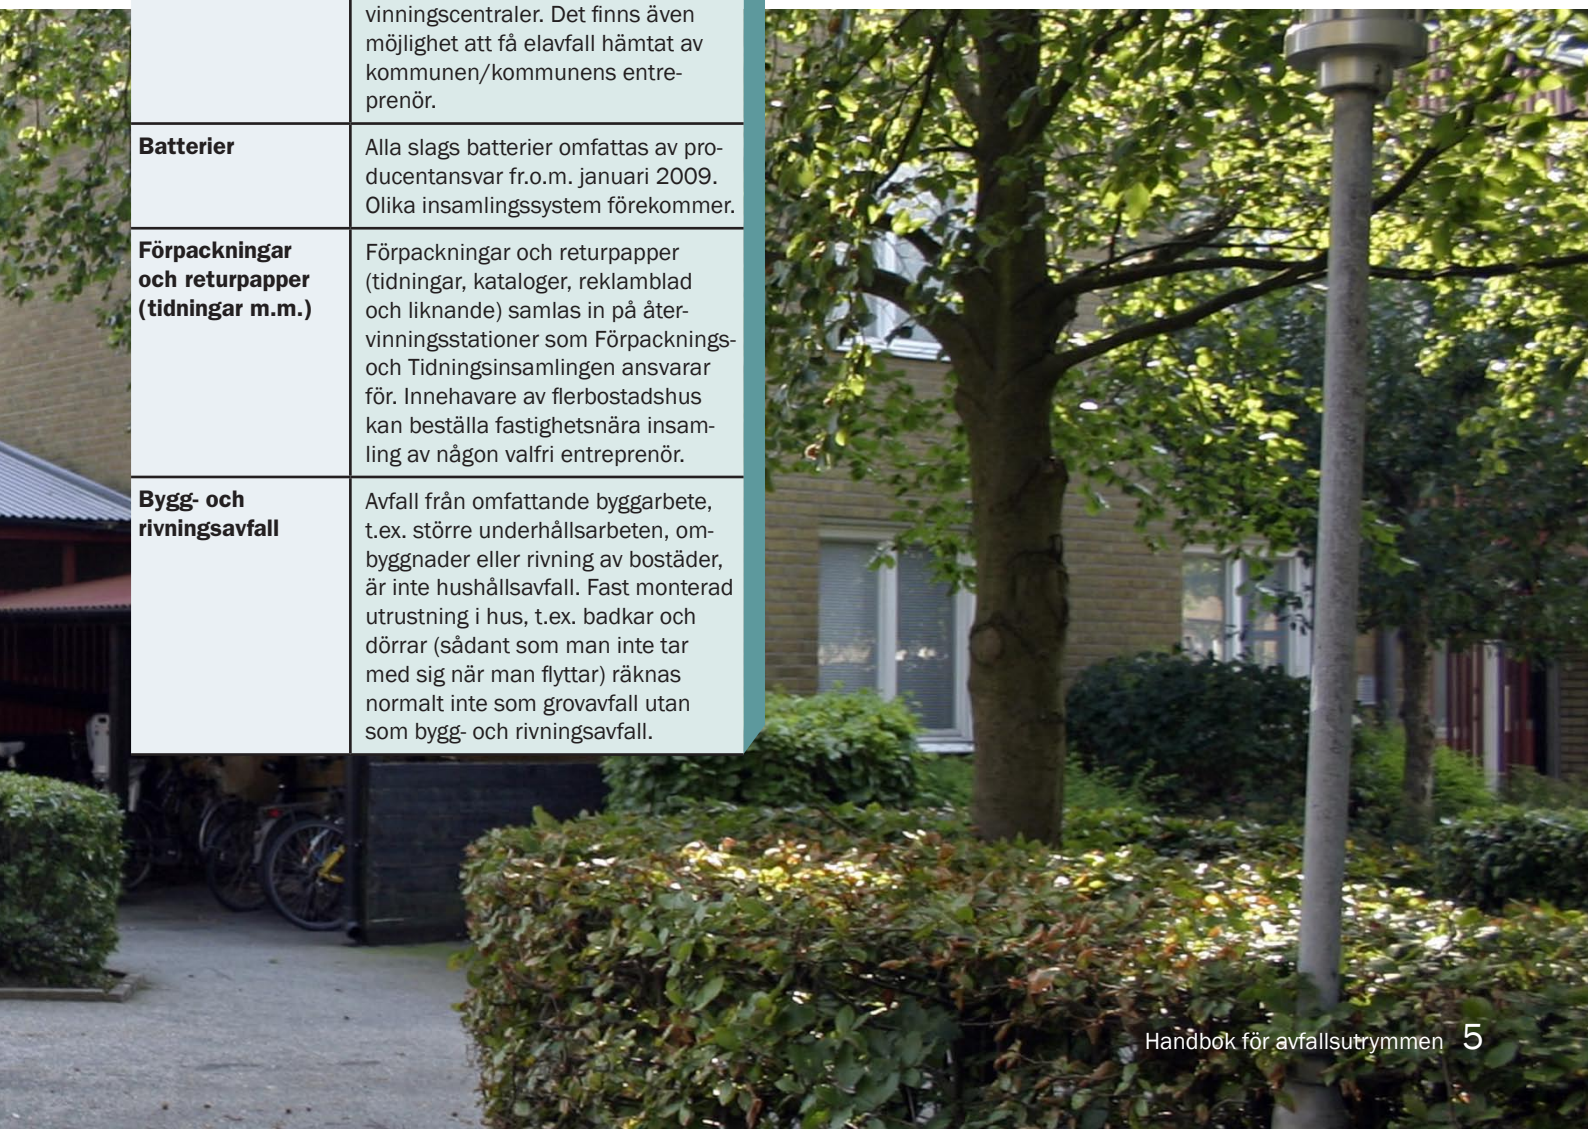 vinningscentraler. Det finns även
möjlighet att få elavfall hämtat av
kommunen/kommunens entre-
prenör.
Batterier
Alla slags batterier omfattas av pro-
ducentansvar fr.o.m. januari 2009.
Olika insamlingssystem förekommer.
Förpackningar
och returpapper
(tidningar m.m.)
Förpackningar och returpapper
(tidningar, kataloger, reklamblad
och liknande) samlas in på åter-
vinningsstationer som Förpacknings-
och Tidningsinsamlingen ansvarar
för. Innehavare av flerbostadshus
kan beställa fastighetsnära insam-
ling av någon valfri entreprenör.
Bygg- och
rivningsavfall
Avfall från omfattande byggarbete,
t.ex. större underhållsarbeten, om-
byggnader eller rivning av bostäder,
är inte hushållsavfall. Fast monterad
utrustning i hus, t.ex. badkar och
dörrar (sådant som man inte tar
med sig när man flyttar) räknas
normalt inte som grovavfall utan
som bygg- och rivningsavfall.
Handbok för avfallsutrymmen 5